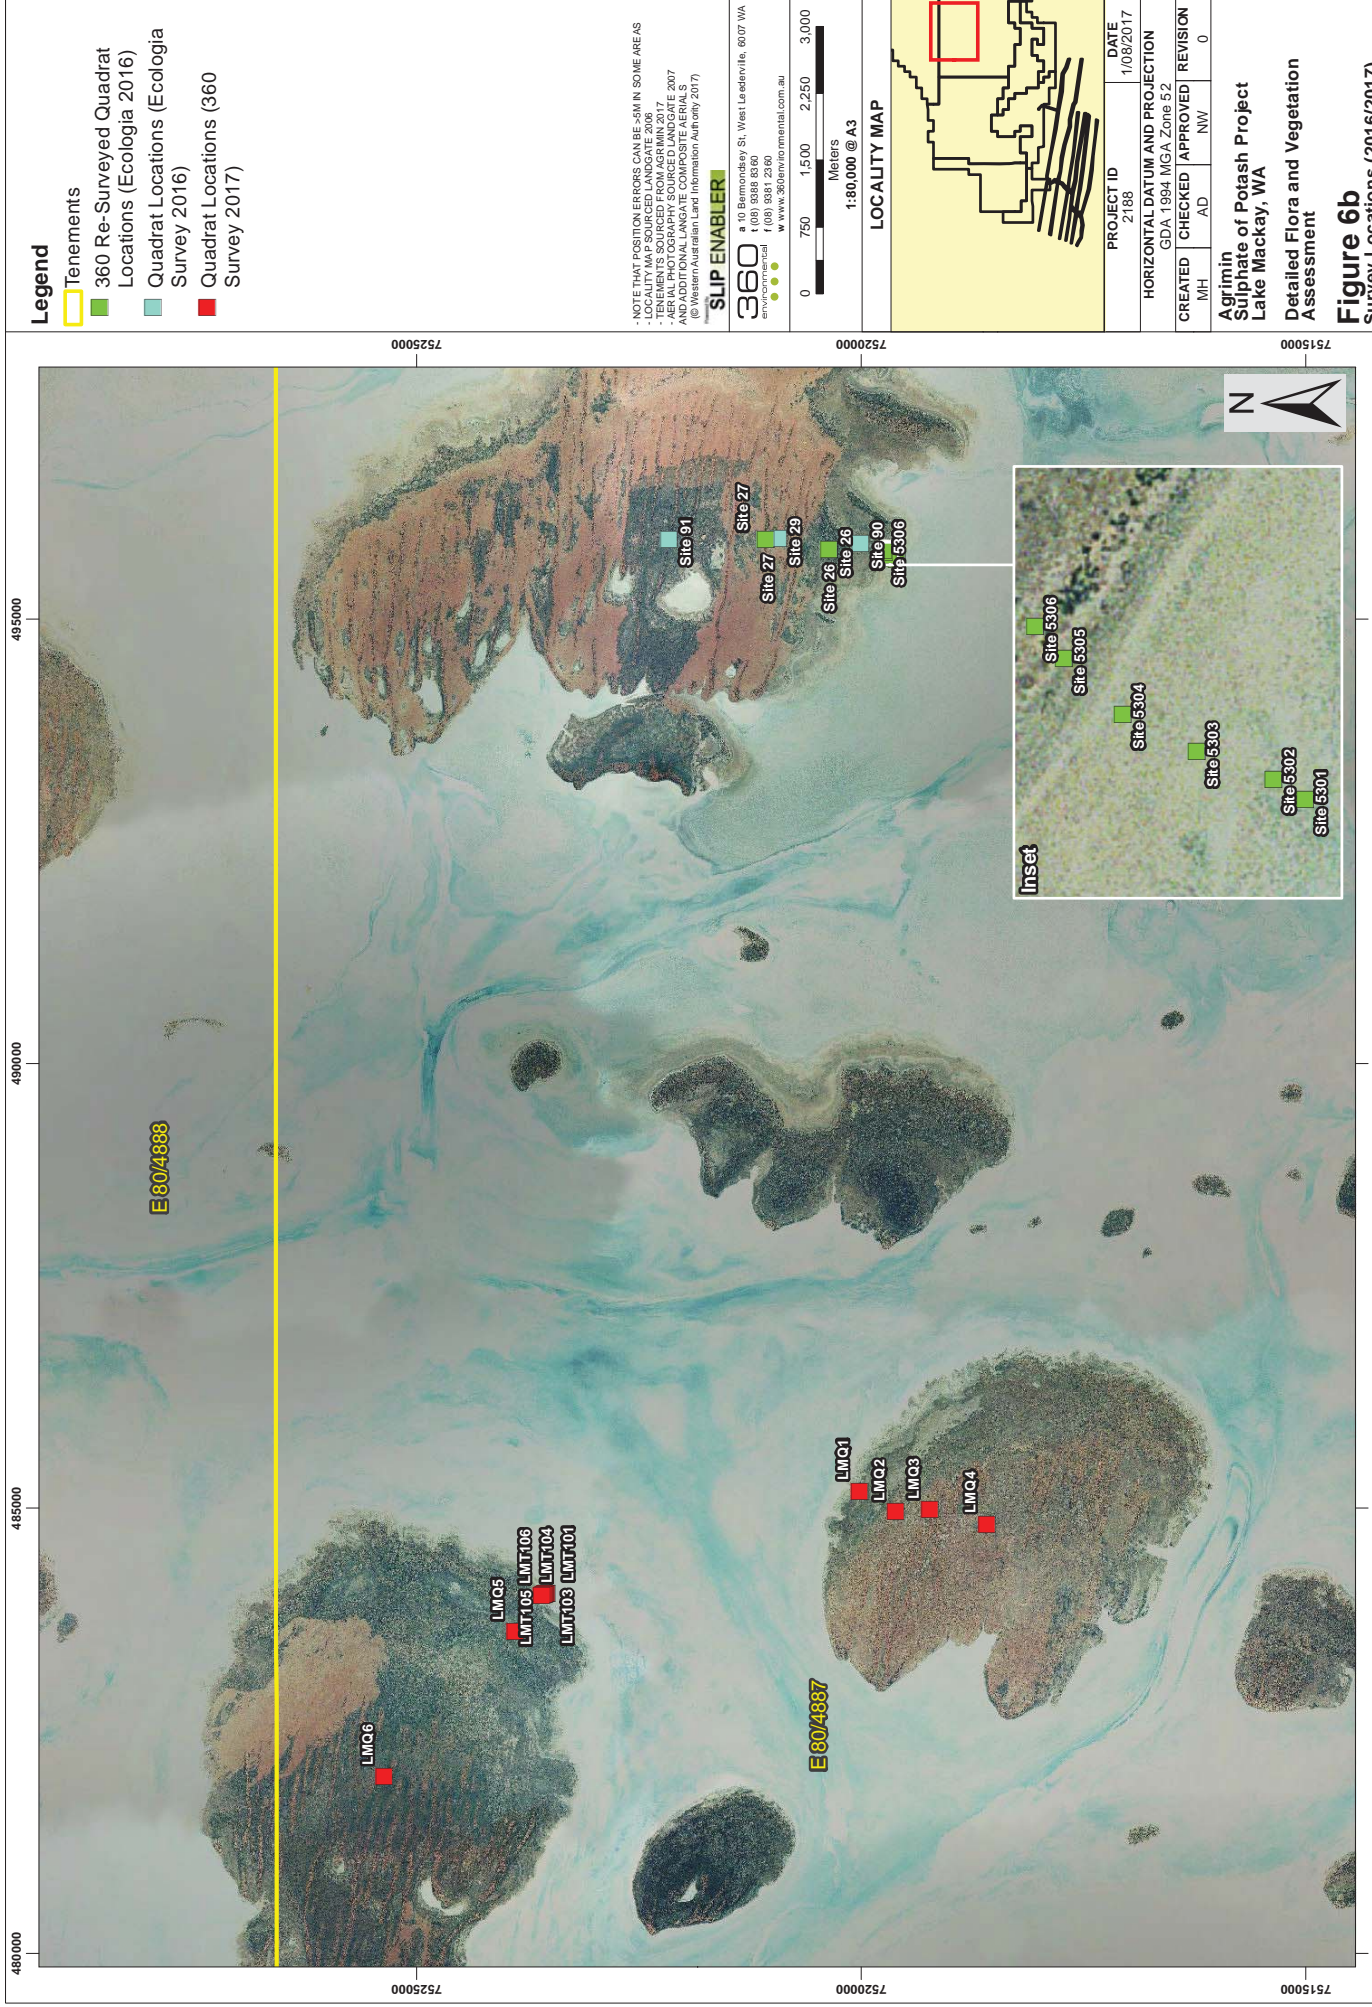 480000
485000
490000
495000
7525000
7520000
7515000
7525000
7520000
7515000
E 80/4888
E 80/4887
LMQ6
LMQ5
LMT105
LMT106
LMT104
LMT103
LMT101
LMQ1
LMQ2
LMQ3
LMQ4
Site 91
Site 27
Site 27
Site 29
Site 26
Site 26
Site 90
Site 5306
Inset
Site 5306
Site 5305
Site 5304
Site 5303
Site 5302
Site 5301
N
Legend
Tenements
360 Re-Surveyed Quadrat
Locations (Ecologia 2016)
Quadrat Locations (Ecologia
Survey 2016)
Quadrat Locations (360
Survey 2017)
- NOTE THAT POSITION ERRORS CAN BE >5M IN SOME AREAS
- LOCALITY MAP SOURCED LANDGATE 2006
- TENEMENTS SOURCED FROM AGRIMIN 2017
- AERIAL PHOTOGRAPHY SOURCED LANDGATE 2007
AND ADDITIONAL LANGATE COMPOSITE AERIALS
(© Western Australian Land Information Authority 2017)
Powered By
SLIP ENABLER
360
environmental
a 10 Bermondsey St, West Leederville, 6007 WA
t (08) 9388 8360
f (08) 9381 2360
w www.360environmental.com.au
0 750 1,500 2,250 3,000
Meters
1:80,000 @ A3
LOCALITY MAP
PROJECT ID DATE
2188 1/08/2017
HORIZONTAL DATUM AND PROJECTION
GDA 1994 MGA Zone 52
CREATED CHECKED APPROVED REVISION
MH AD NW 0
Agrimin
Sulphate of Potash Project
Lake Mackay, WA
Detailed Flora and Vegetation
Assessment
Figure 6b
Survey Locations (2016/2017)